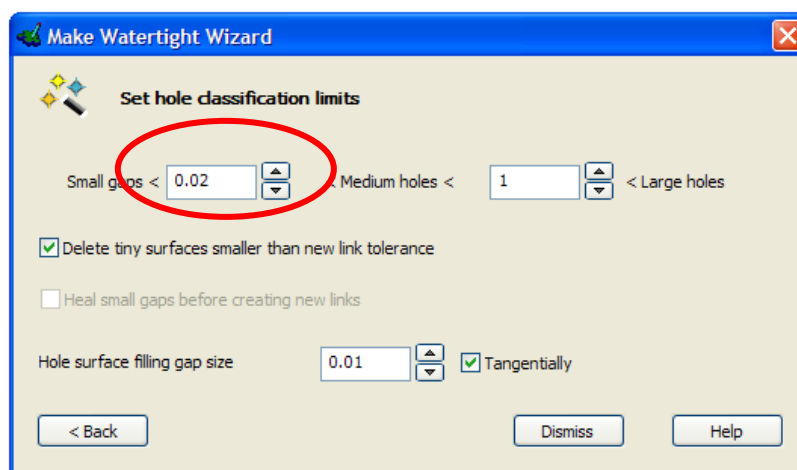 Make Watertight Wizard
Set hole classification limits
Small gaps < 0.02 < Medium holes < 1 < Large holes
Delete tiny surfaces smaller than new link tolerance
Heal small gaps before creating new links
Hole surface filling gap size 0.01 Tangentially
< Back Dismiss Help